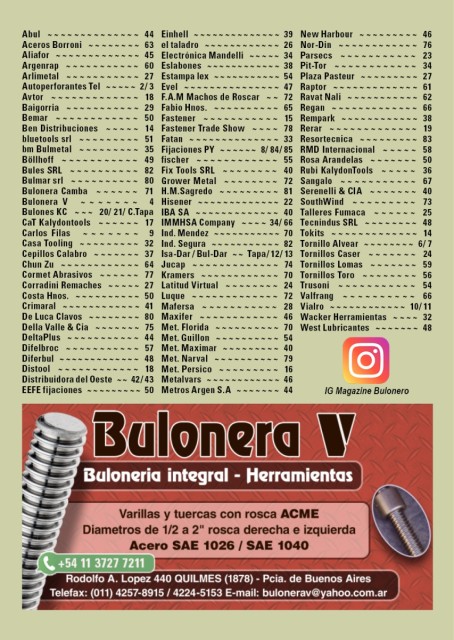 Abul 44
Aceros Borroni 63
Aliafor 45
Argenrap 60
Arlimetal 27
Autoperforantes Tel 2/ 3
Avtor 18
Baigorria 29
Bemar 50
Ben Distribuciones 14
bluetools srl 51
bm Bulmetal 35
Böllhoff 49
Bules SRL 82
Bulmar srl 80
Bulonera Camba 71
Bulonera V 4
Bulones KC 20/ 21/ C.Tapa
CaT Kalydontools 17
Carlos Filas 9
Casa Tooling 32
Cepillos Calabro 37
Chun Zu 64
Cormet Abrasivos 77
Corradini Remaches 27
Costa Hnos. 50
Crimaral 41
De Luca Clavos 80
Della Valle & Cia 75
DeltaPlus 44
Difelbroc 57
Diferbul 48
Distool 18
Distribuidora del Oeste 42/ 43
EEFE fijaciones 50
Einhell 39
el taladro 26
Electrónica Mandelli 34
Eslabones 38
Estampa lox 54
Evel 47
F.A.M Machos de Roscar 72
Fabio Hnos. 65
Fastener 15
Fastener Trade Show 78
Fatan 33
Fijaciones PY 8/ 84/ 85
fischer 55
Fix Tools SRL 40
Grower Metal 72
H.M.Sagredo 81
Hisener 22
IBA SA 40
IMMHSA Company 34/ 66
Ind. Mendez 70
Ind. Segura 82
Isa-Dar / Bul-Dar Tapa/ 12/ 13
Jucap 74
Kramers 70
Latitud Virtual 24
Luque 72
Mafersa 28
Maxifer 46
Met. Florida 70
Met. Guillon 54
Met. Maximar 40
Met. Narval 79
Met. Persico 16
Metalvars 46
Metros Argen S.A 44
New Harbour 46
Nor-Din 76
Parsecs 23
Pit-Tor 34
Plaza Pasteur 27
Raptor 61
Ravat Nali 62
Regan 66
Rempark 38
Rerar 19
Resortecnica 83
RMD Internacional 58
Rosa Arandelas 50
Rubi KalydonTools 36
Sangalo 67
Serenelli & CIA 40
SouthWind 73
Talleres Fumaca 25
Tecnindus SRL 48
Tokits 14
Tornillo Alvear 6/ 7
Tornillos Caser 24
Tornillos Lomas 59
Tornillos Toro 56
Trusoni 54
Valfrang 66
Vialro 10/ 11
Wacker Herramientas 32
West Lubricantes 48
IG Magazine Bulonero
Bulonera V
Buloneria integral - Herramientas
Varillas y tuercas con rosca ACME
Diametros de 1/2 a 2" rosca derecha e izquierda
Acero SAE 1026 / SAE 1040
+54 11 3727 7211
Rodolfo A. Lopez 440 QUILMES (1878) - Pcia. de Buenos Aires
Telefax: (011) 4257-8915 / 4224-5153 E-mail: bulonerav@yahoo.com.ar